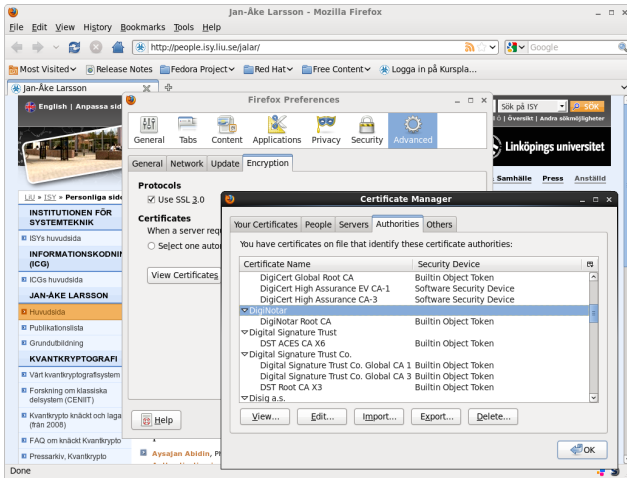 Jan-Åke Larsson - Mozilla Firefox
File Edit View History Bookmarks Tools Help
http://people.isy.liu.se/jalar/
Google
Most Visited Release Notes Fedora Project Red Hat Free Content Logga in på Kurspla...
Jan-Åke Larsson
English | Anpassa sid
Sök på ISY SÖK
Översikt | Andra sökmöjligheter
Linköpings universitet
Samhälle Press Anställd
LiU » ISY » Personliga sido
INSTITUTIONEN FÖR
SYSTEMTEKNIK
ISYs huvudsida
INFORMATIONSKODNIN
(ICG)
ICGs huvudsida
JAN-ÅKE LARSSON
Huvudsida
Publikationslista
Grundutbildning
KVANTKRYPTOGRAFI
Vårt kvantkryptografisystem
Forskning om klassiska
delsystem (CENIIT)
Kvantkrypto knäckt och laga
(från 2008)
FAQ om knäckt Kvantkrypto
Pressarkiv, Kvantkrypto
Aysajan Abidin, Ph
Done
Firefox Preferences
General Tabs Content Applications Privacy Security Advanced
General Network Update Encryption
Protocols
Use SSL 3.0
Certificates
When a server requ
Select one auto
View Certificates
Help
Certificate Manager
Your Certificates People Servers Authorities Others
You have certificates on file that identify these certificate authorities:
Certificate Name Security Device
DigiCert Global Root CA Builtin Object Token
DigiCert High Assurance EV CA-1 Software Security Device
DigiCert High Assurance CA-3 Software Security Device
DigiNotar
DigiNotar Root CA Builtin Object Token
Digital Signature Trust
DST ACES CA X6 Builtin Object Token
Digital Signature Trust Co.
Digital Signature Trust Co. Global CA 1 Builtin Object Token
Digital Signature Trust Co. Global CA 3 Builtin Object Token
DST Root CA X3 Builtin Object Token
Disig a.s.
View... Edit... Import... Export... Delete...
OK